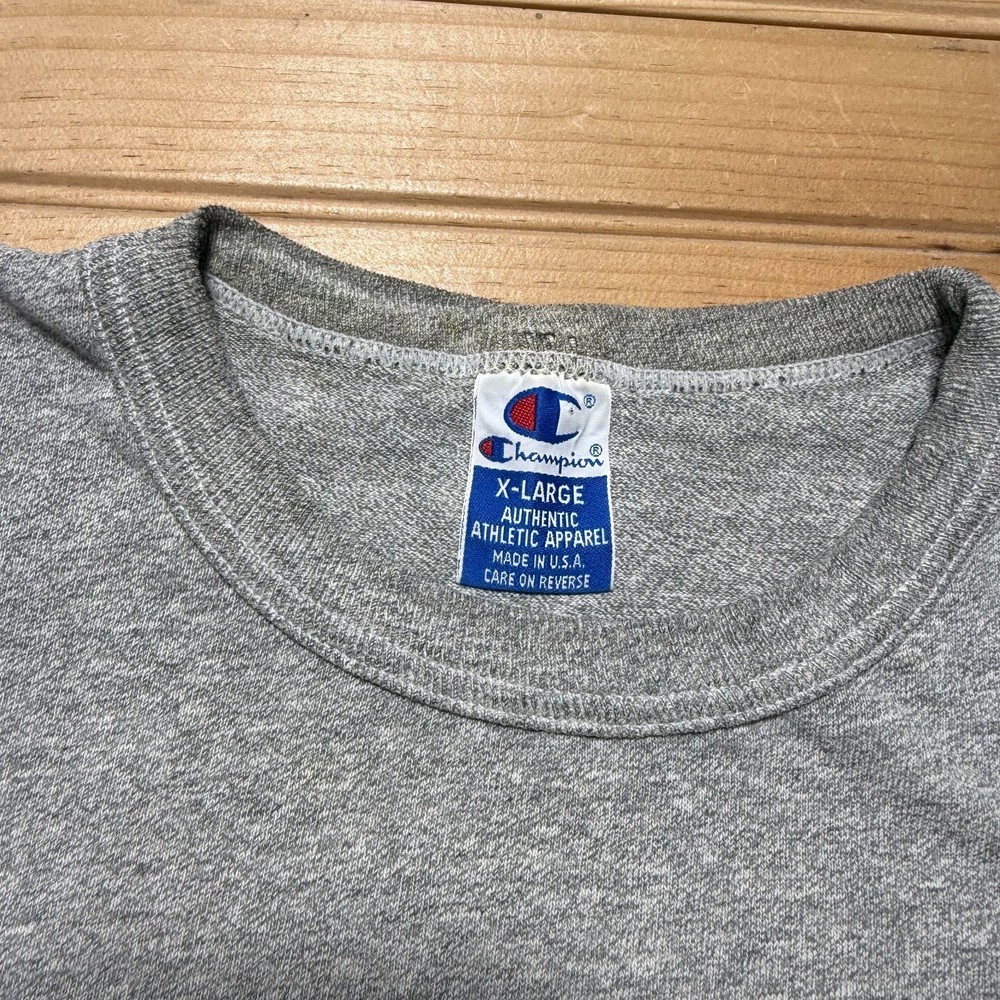 ®
Champion®
X-LARGE
AUTHENTIC
ATHLETIC APPAREL
MADE IN U.S.A.
CARE ON REVERSE